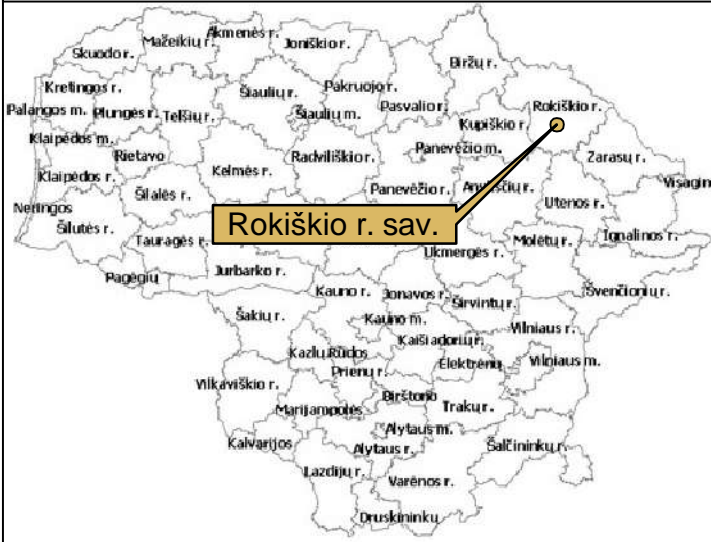 Akmenės r.
Skuodo r.
Mažeikių r.
Joniškio r.
Biržų r.
Kretingos r.
Šiaulių r.
Pakruojo r.
Pasvalio r.
Rokiškio r.
Palangos m.
Plungės r.
Telšių r.
Šiaulių m.
Kupiškio r.
Klaipėdos m.
Rietavo
Radviliškio r.
Panevėžio m.
Zarasų r.
Klaipėdos r.
Kelmės r.
Šilalės r.
Panevėžio r.
Anykščių r.
Visagin
Utenos r.
Neringos
Šilutės r.
Rokiškio r. sav.
Tauragės r.
Molėtų r.
Ignalinos r.
Ukmergės r.
Pagėgių
Jurbarko r.
Kauno r.
Jonavos r.
Širvintų r.
Švenčionių r.
Šakių r.
Kauno m.
Vilniaus r.
Kaišiadorių r.
Kazlų Rūdos
Elektrėnų
Vilniaus m.
Prienų r.
Vilkaviškio r.
Birštono
Marijampolės
Trakų r.
Alytaus m.
Kalvarijos
Alytaus r.
Šalčininkų r.
Lazdijų r.
Varėnos r.
Druskininkų